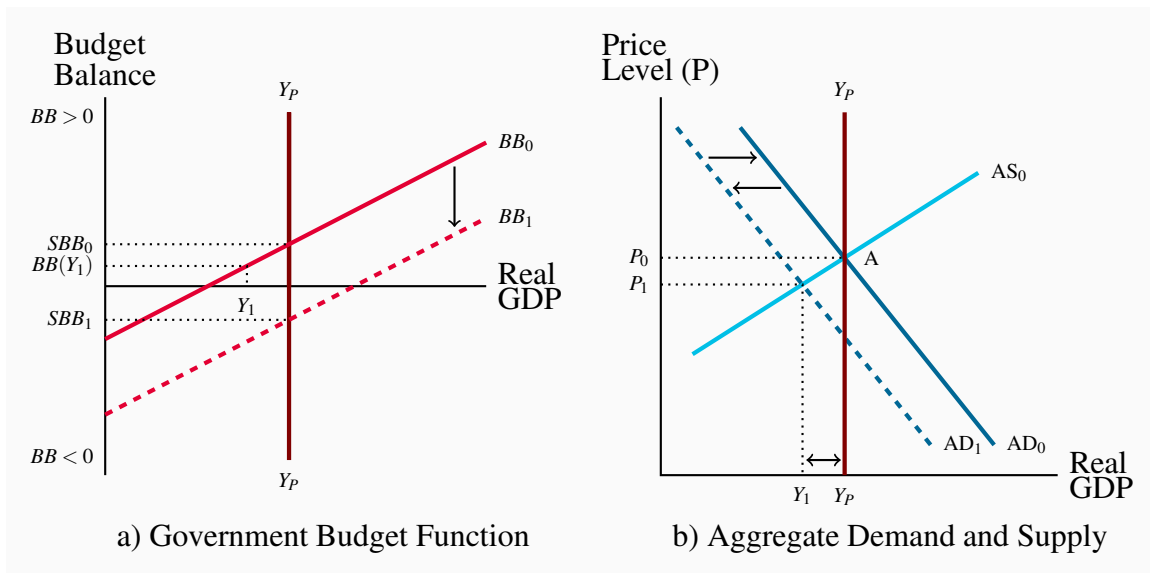 Budget
Balance
Y_P
BB > 0
BB_0
BB_1
SBB_0
BB(Y_1)
Real
GDP
Y_1
SBB_1
BB < 0
Y_P
a) Government Budget Function
Price
Level (P)
Y_P
AS_0
P_0
A
P_1
AD_1
AD_0
Real
GDP
Y_1
Y_P
b) Aggregate Demand and Supply